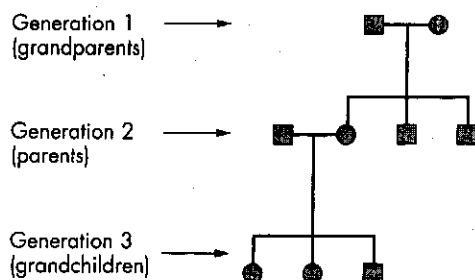 Generation 1
(grandparents)
Generation 2
(parents)
Generation 3
(grandchildren)